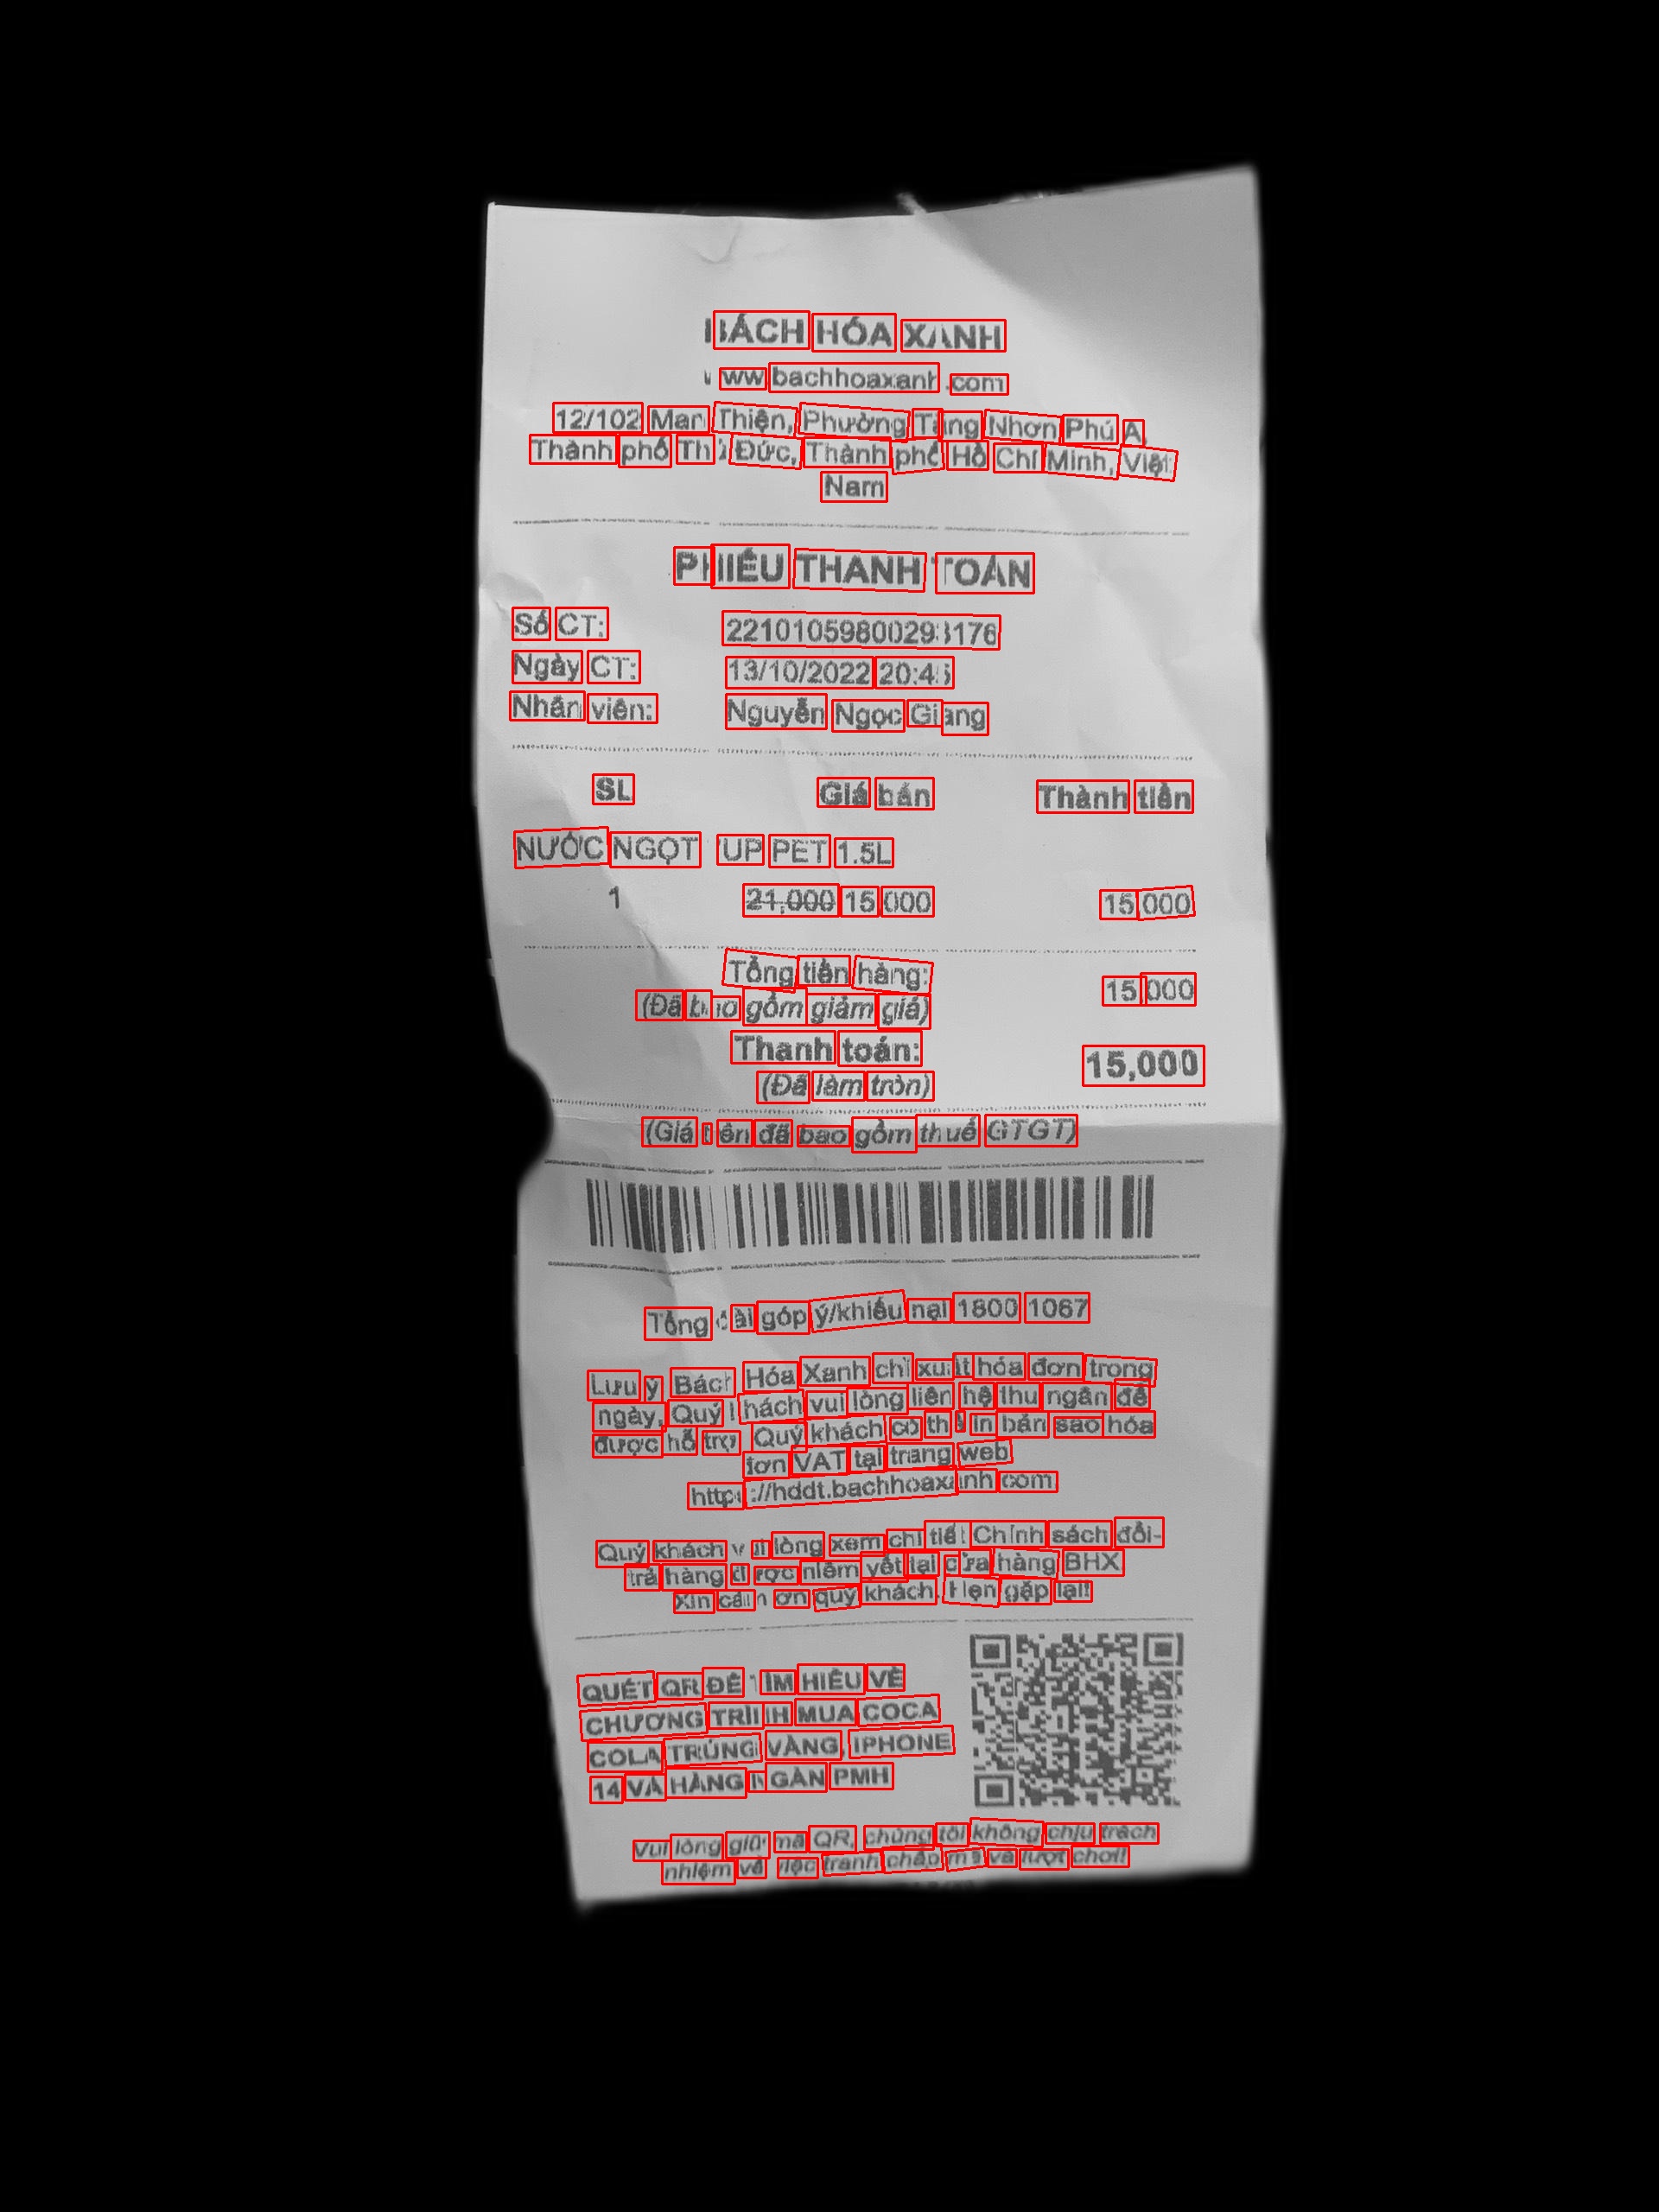 BÁCH HÓA XANH
www.bachhoaxanh.com
12/102 Man Thiện, Phường Tăng Nhơn Phú A,
Thành phố Thủ Đức, Thành phố Hồ Chí Minh, Việt
Nam
PHIẾU THANH TOÁN
Số CT: 22101059800293176
Ngày CT: 13/10/2022 20:45
Nhân viên: Nguyễn Ngọc Giang
SL Giá bán Thành tiền
NƯỚC NGỌT UP PET 1.5L
1 21,000 15,000 15,000
Tổng tiền hàng: 15,000
(Đã bao gồm giảm giá)
Thanh toán: 15,000
(Đã làm tròn)
(Giá tiền đã bao gồm thuế GTGT)
Tổng đài góp ý/khiếu nại 1800 1067
Lưu ý Bách Hóa Xanh chỉ xuất hóa đơn trong
ngày, Quý khách vui lòng liên hệ thu ngân để
được hỗ trợ. Quý khách có thể in bản sao hóa
đơn VAT tại trang web
https://hddt.bachhoaxanh.com
Quý khách vui lòng xem chi tiết Chính sách đổi-
trả hàng được niêm yết tại cửa hàng BHX
Xin cảm ơn quý khách. Hẹn gặp lại!
QUÉT QR ĐỂ TÌM HIỂU VỀ
CHƯƠNG TRÌNH MUA COCA
COLA TRÚNG VÀNG, IPHONE
14 VÀ HÀNG NGÀN PMH
Vui lòng giữ mã QR, chúng tôi không chịu trách
nhiệm về việc tranh chấp mã và lượt chơi!